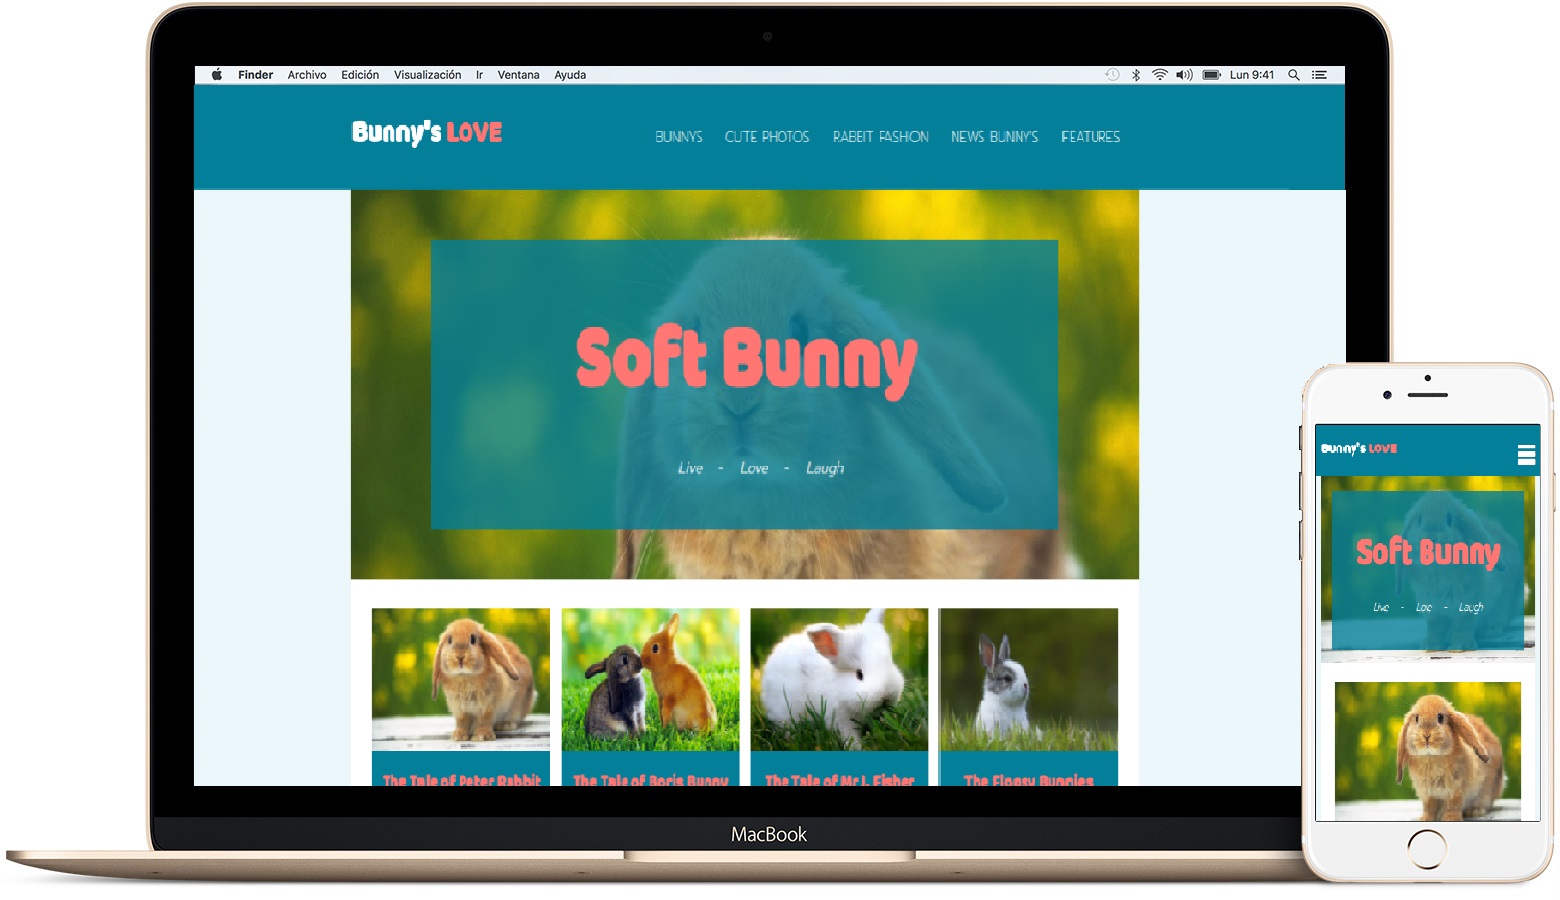 Finder Archivo Edición Visualización Ir Ventana Ayuda Lun 9:41
Bunny's LOVE
BUNNYS CUTE PHOTOS RABBIT FASHION NEWS BUNNY'S FEATURES
Soft Bunny
Live - Love - Laugh
The Tale of Peter Rabbit
The Tale of Boris Bunny
The Tale of Mr J. Fisher
The Flopsy Bunnies
MacBook
Bunny's LOVE
Soft Bunny
Live - Love - Laugh